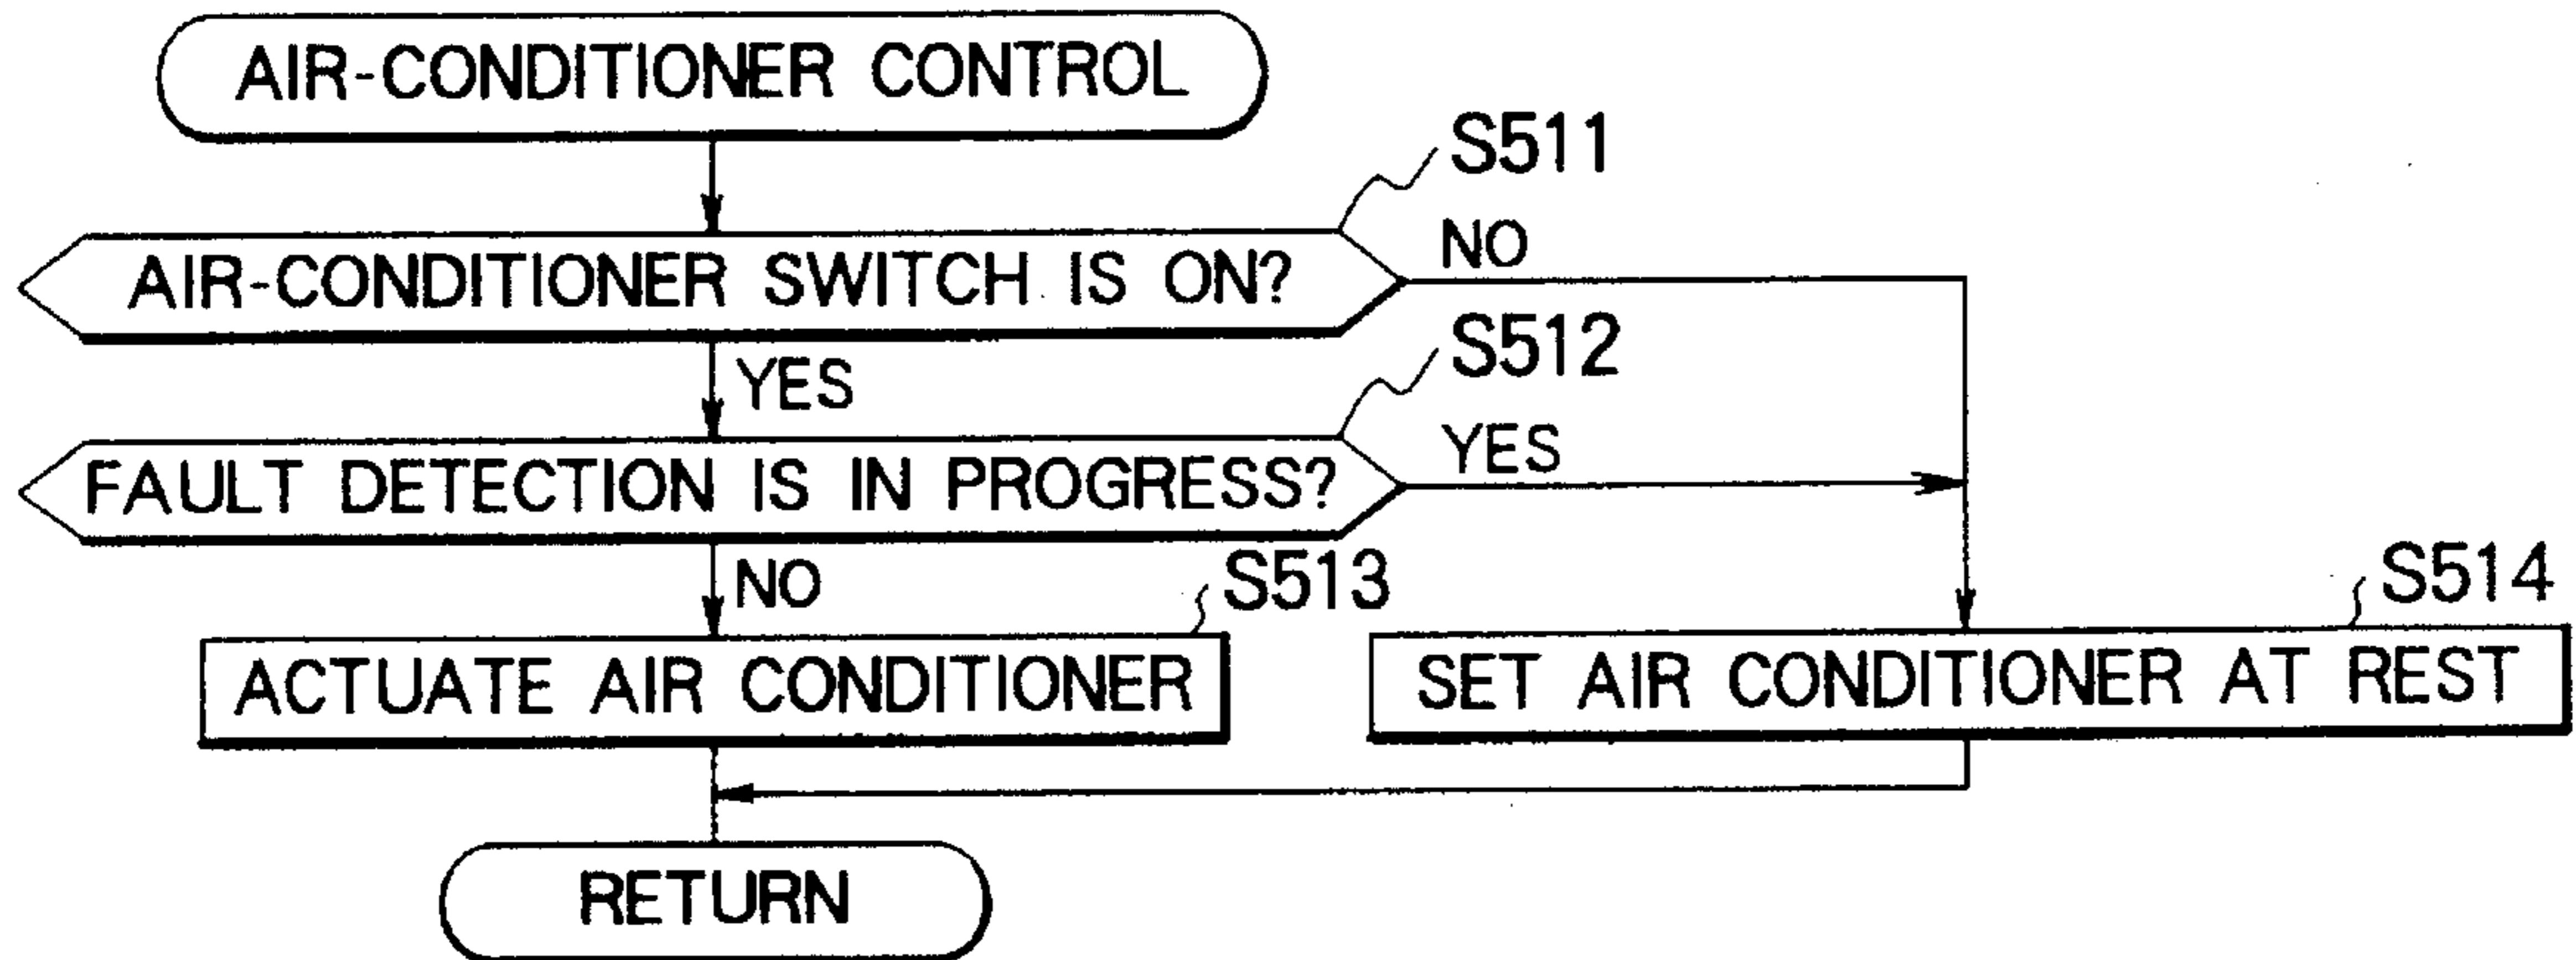 AIR-CONDITIONER CONTROL
S511
AIR-CONDITIONER SWITCH IS ON?
NO
YES
S512
FAULT DETECTION IS IN PROGRESS?
YES
NO
S513
S514
ACTUATE AIR CONDITIONER
SET AIR CONDITIONER AT REST
RETURN